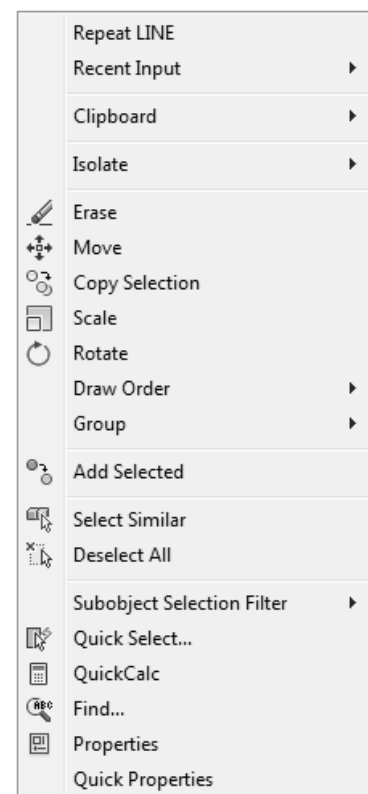 Repeat LINE
Recent Input
Clipboard
Isolate
Erase
Move
Copy Selection
Scale
Rotate
Draw Order
Group
Add Selected
Select Similar
Deselect All
Subobject Selection Filter
Quick Select...
QuickCalc
ABC
Find...
Properties
Quick Properties